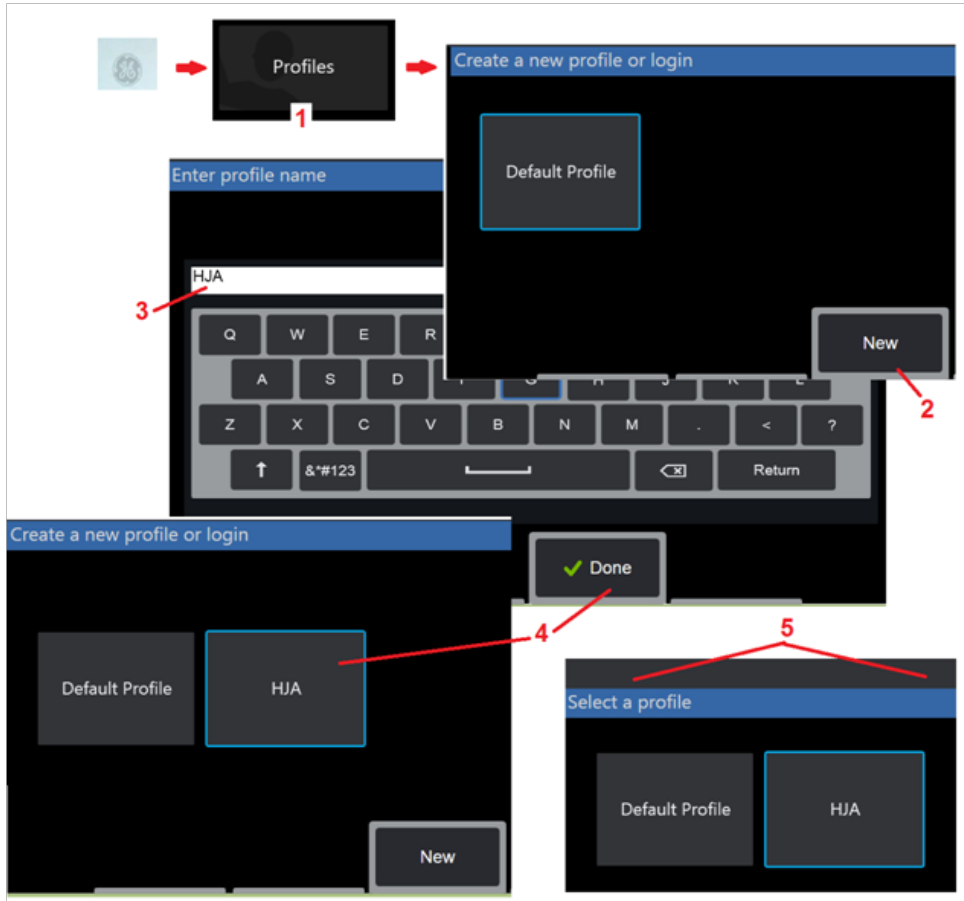 Profiles
1
Create a new profile or login
Default Profile
New
2
Enter profile name
HJA
3
Q W E R
A S D G H J K L
Z X C V B N M . < ?
&*#123 Return
Done
4
Create a new profile or login
Default Profile HJA
New
5
Select a profile
Default Profile HJA